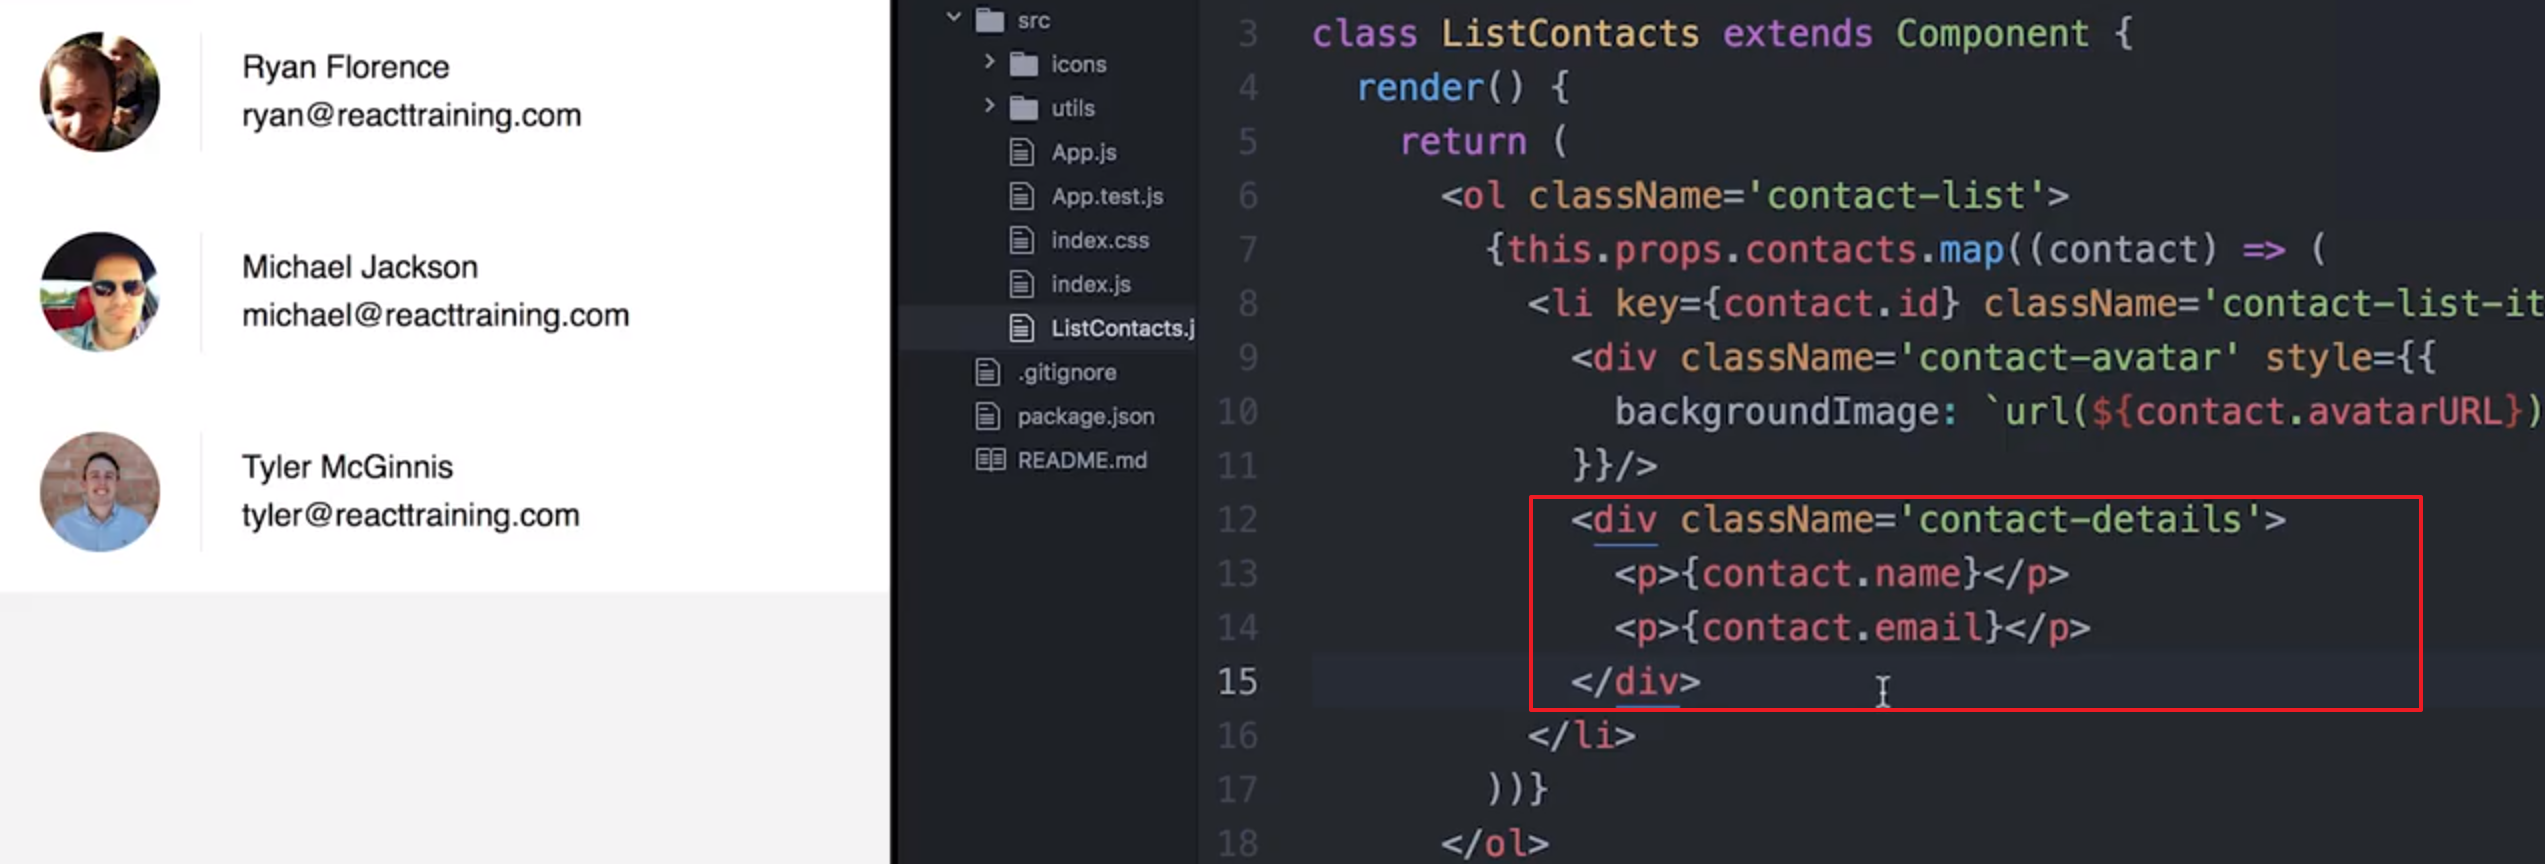 Ryan Florence
ryan@reacttraining.com
Michael Jackson
michael@reacttraining.com
Tyler McGinnis
tyler@reacttraining.com
src
icons
utils
App.js
App.test.js
index.css
index.js
ListContacts.j
.gitignore
package.json
README.md
3 class ListContacts extends Component {
4 render() {
5 return (
6 <ol className='contact-list'>
7 {this.props.contacts.map((contact) => (
8 <li key={contact.id} className='contact-list-it
9 <div className='contact-avatar' style={{
10 backgroundImage: `url(${contact.avatarURL})
11 }}/>
12 <div className='contact-details'>
13 <p>{contact.name}</p>
14 <p>{contact.email}</p>
15 </div>
16 </li>
17 ))}
18 </ol>